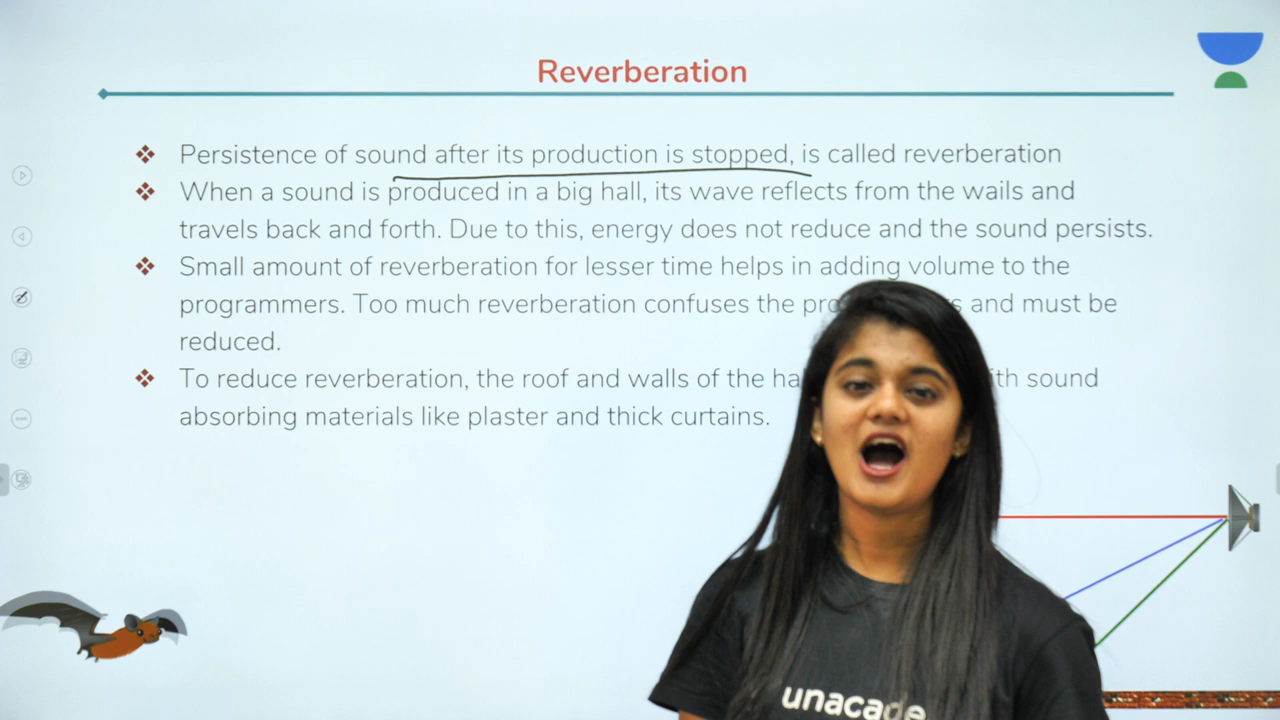 Reverberation
Persistence of sound after its production is stopped, is called reverberation
When a sound is produced in a big hall, its wave reflects from the wails and
travels back and forth. Due to this, energy does not reduce and the sound persists.
Small amount of reverberation for lesser time helps in adding volume to the
programmers. Too much reverberation confuses the and must be
reduced.
To reduce reverberation, the roof and walls of the sound
absorbing materials like plaster and thick curtains.
unacade